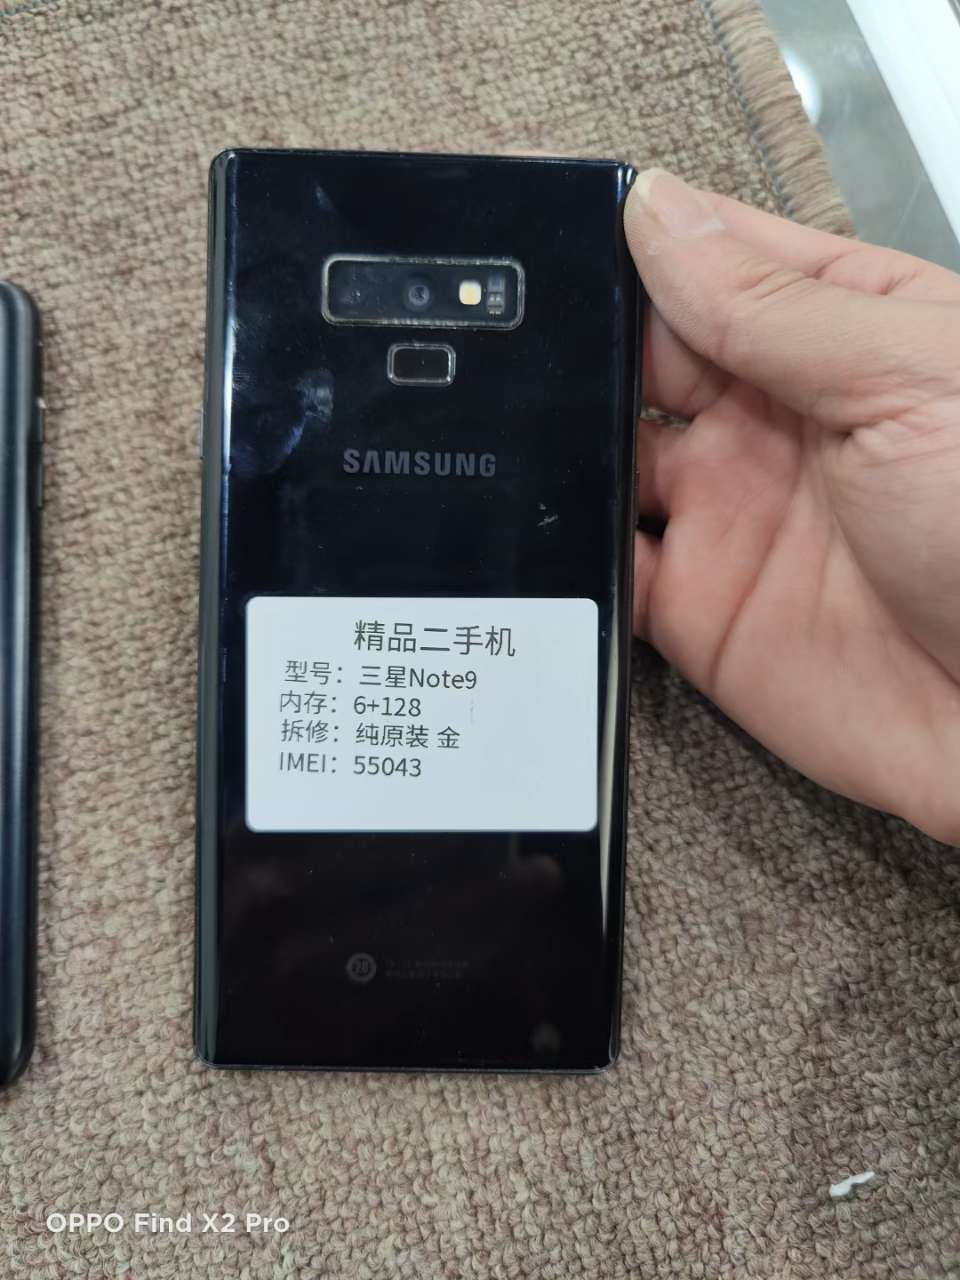 SAMSUNG
精品二手机
型号：三星Note9
内存：6+128
拆修：纯原装 金
IMEI：55043
OPPO Find X2 Pro